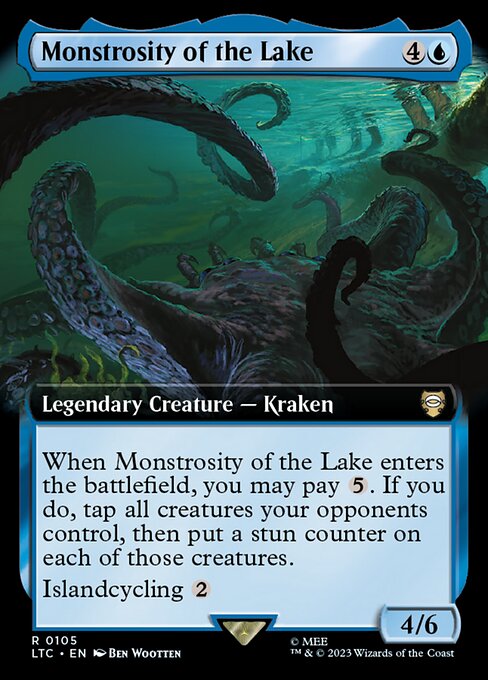 Monstrosity of the Lake 4
Legendary Creature — Kraken
When Monstrosity of the Lake enters
the battlefield, you may pay 5. If you
do, tap all creatures your opponents
control, then put a stun counter on
each of those creatures.
Islandcycling 2
4/6
R 0105
LTC • EN Ben Wootten
© MEE
™ & © 2023 Wizards of the Coast